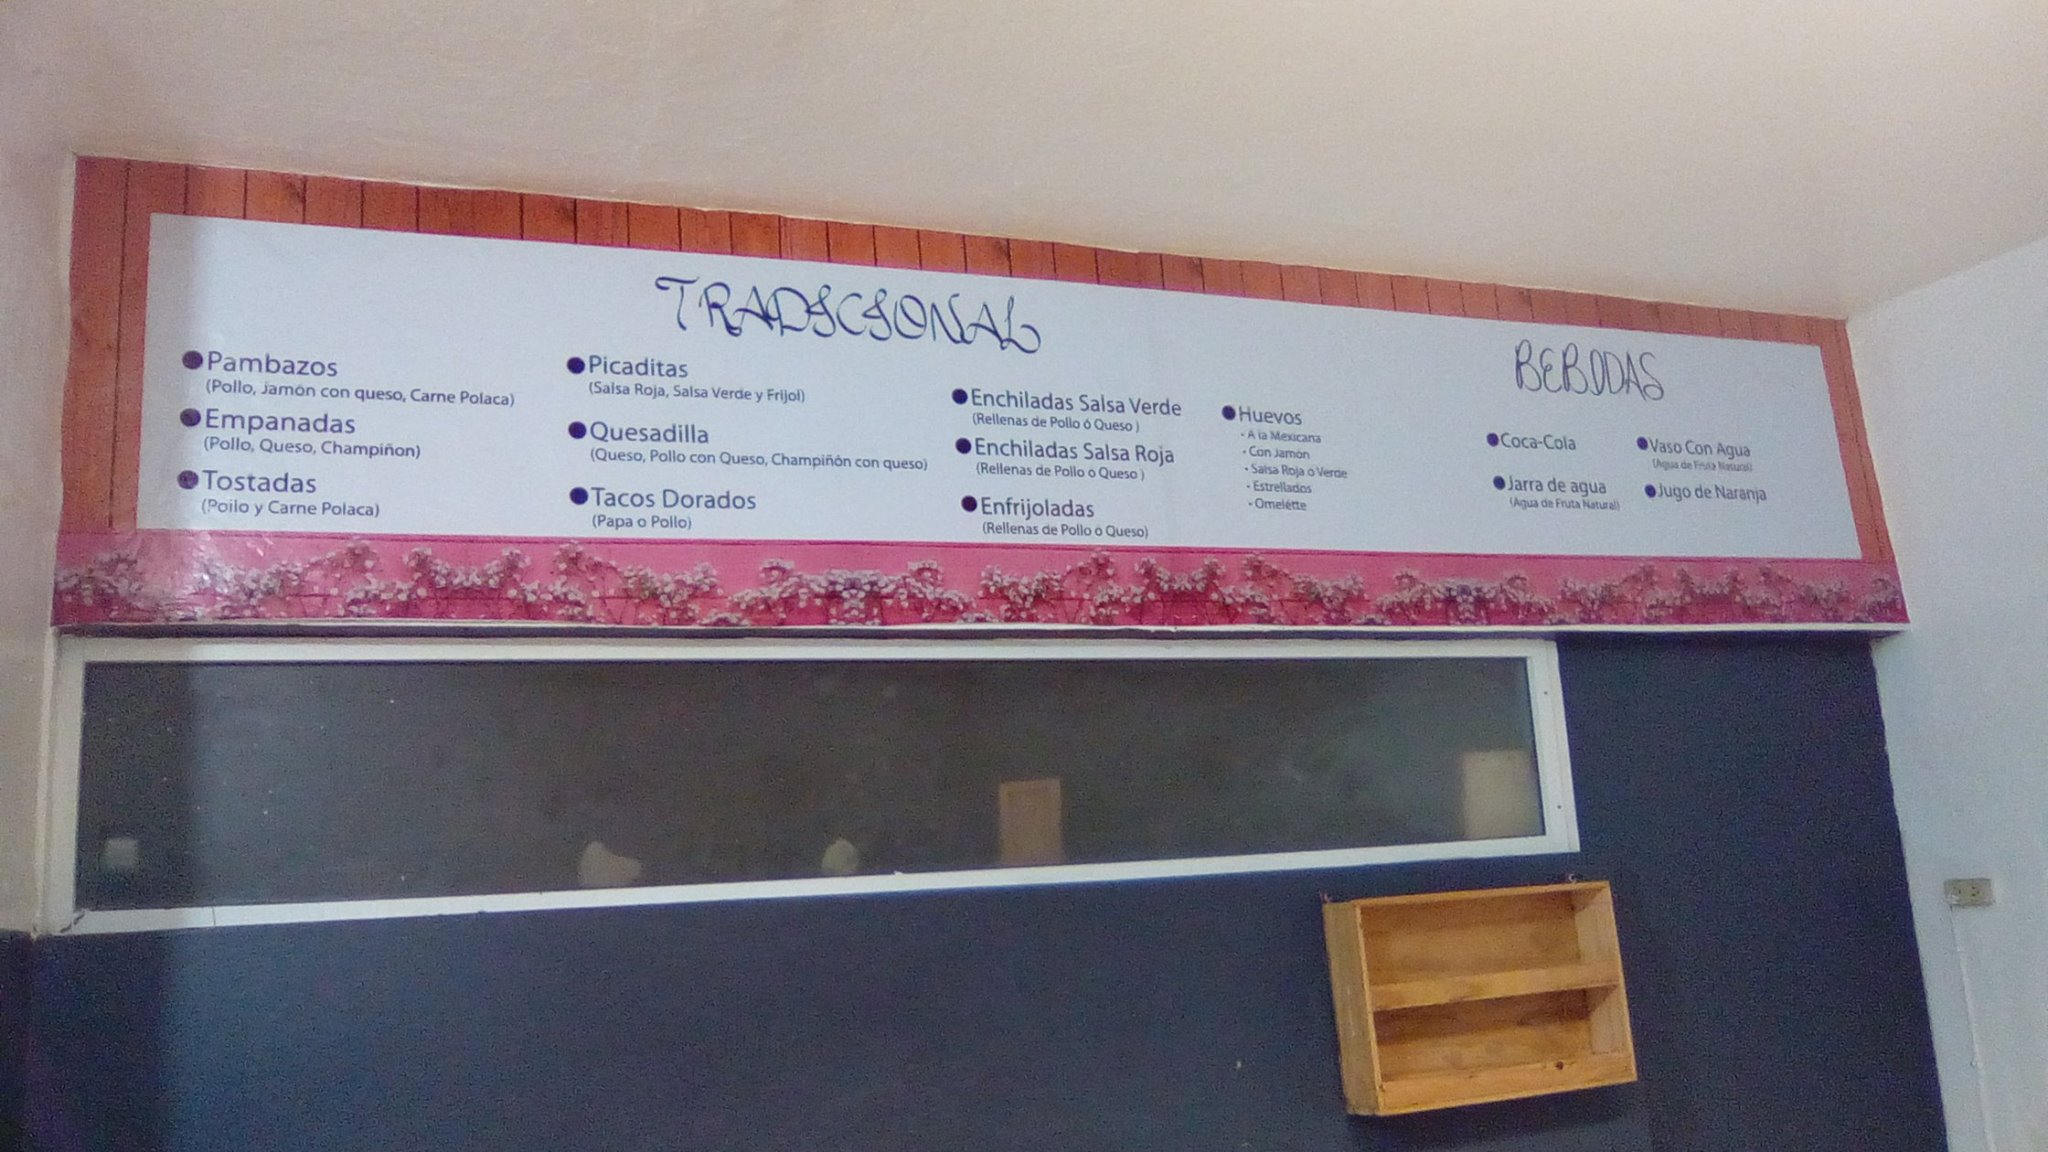 TRADICIONAL
Pambazos
(Pollo, Jamón con queso, Carne Polaca)
Empanadas
(Pollo, Queso, Champiñon)
Tostadas
(Pollo y Carne Polaca)
Picaditas
(Salsa Roja, Salsa Verde y Frijol)
Quesadilla
(Queso, Pollo con Queso, Champiñón con queso)
Tacos Dorados
(Papa o Pollo)
Enchiladas Salsa Verde
(Rellenas de Pollo ó Queso )
Enchiladas Salsa Roja
(Rellenas de Pollo o Queso )
Enfrijoladas
(Rellenas de Pollo o Queso)
Huevos
- A la Mexicana
- Con Jamón
- Salsa Roja o Verde
- Estrellados
- Omelétte
BEBIDAS
Coca-Cola
Jarra de agua
(Agua de Fruta Natural)
Vaso Con Agua
(Agua de Fruta Natural)
Jugo de Naranja